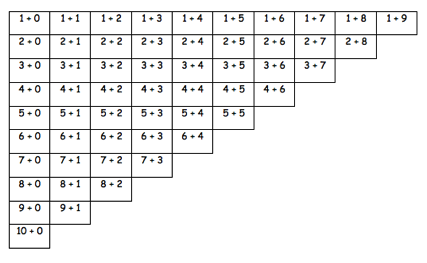 1 + 0 1 + 1 1 + 2 1 + 3 1 + 4 1 + 5 1 + 6 1 + 7 1 + 8 1 + 9
2 + 0 2 + 1 2 + 2 2 + 3 2 + 4 2 + 5 2 + 6 2 + 7 2 + 8
3 + 0 3 + 1 3 + 2 3 + 3 3 + 4 3 + 5 3 + 6 3 + 7
4 + 0 4 + 1 4 + 2 4 + 3 4 + 4 4 + 5 4 + 6
5 + 0 5 + 1 5 + 2 5 + 3 5 + 4 5 + 5
6 + 0 6 + 1 6 + 2 6 + 3 6 + 4
7 + 0 7 + 1 7 + 2 7 + 3
8 + 0 8 + 1 8 + 2
9 + 0 9 + 1
10 + 0